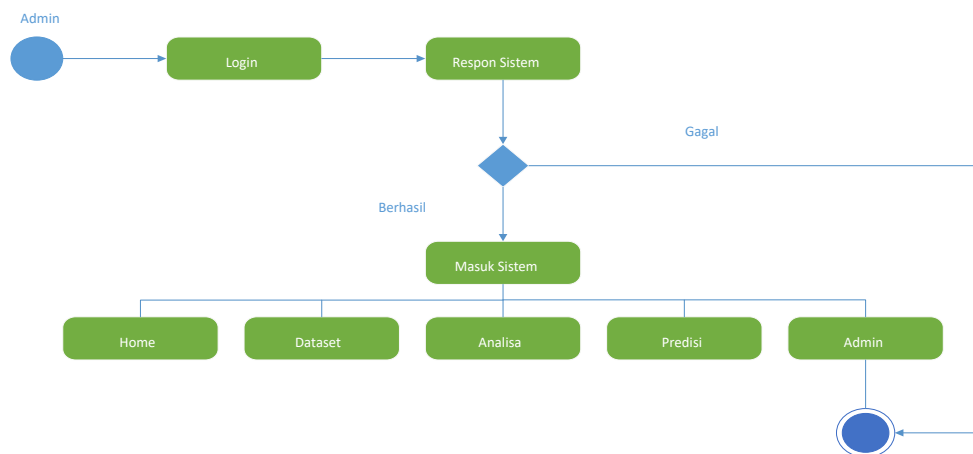 Admin
Login
Respon Sistem
Gagal
Berhasil
Masuk Sistem
Home
Dataset
Analisa
Predisi
Admin